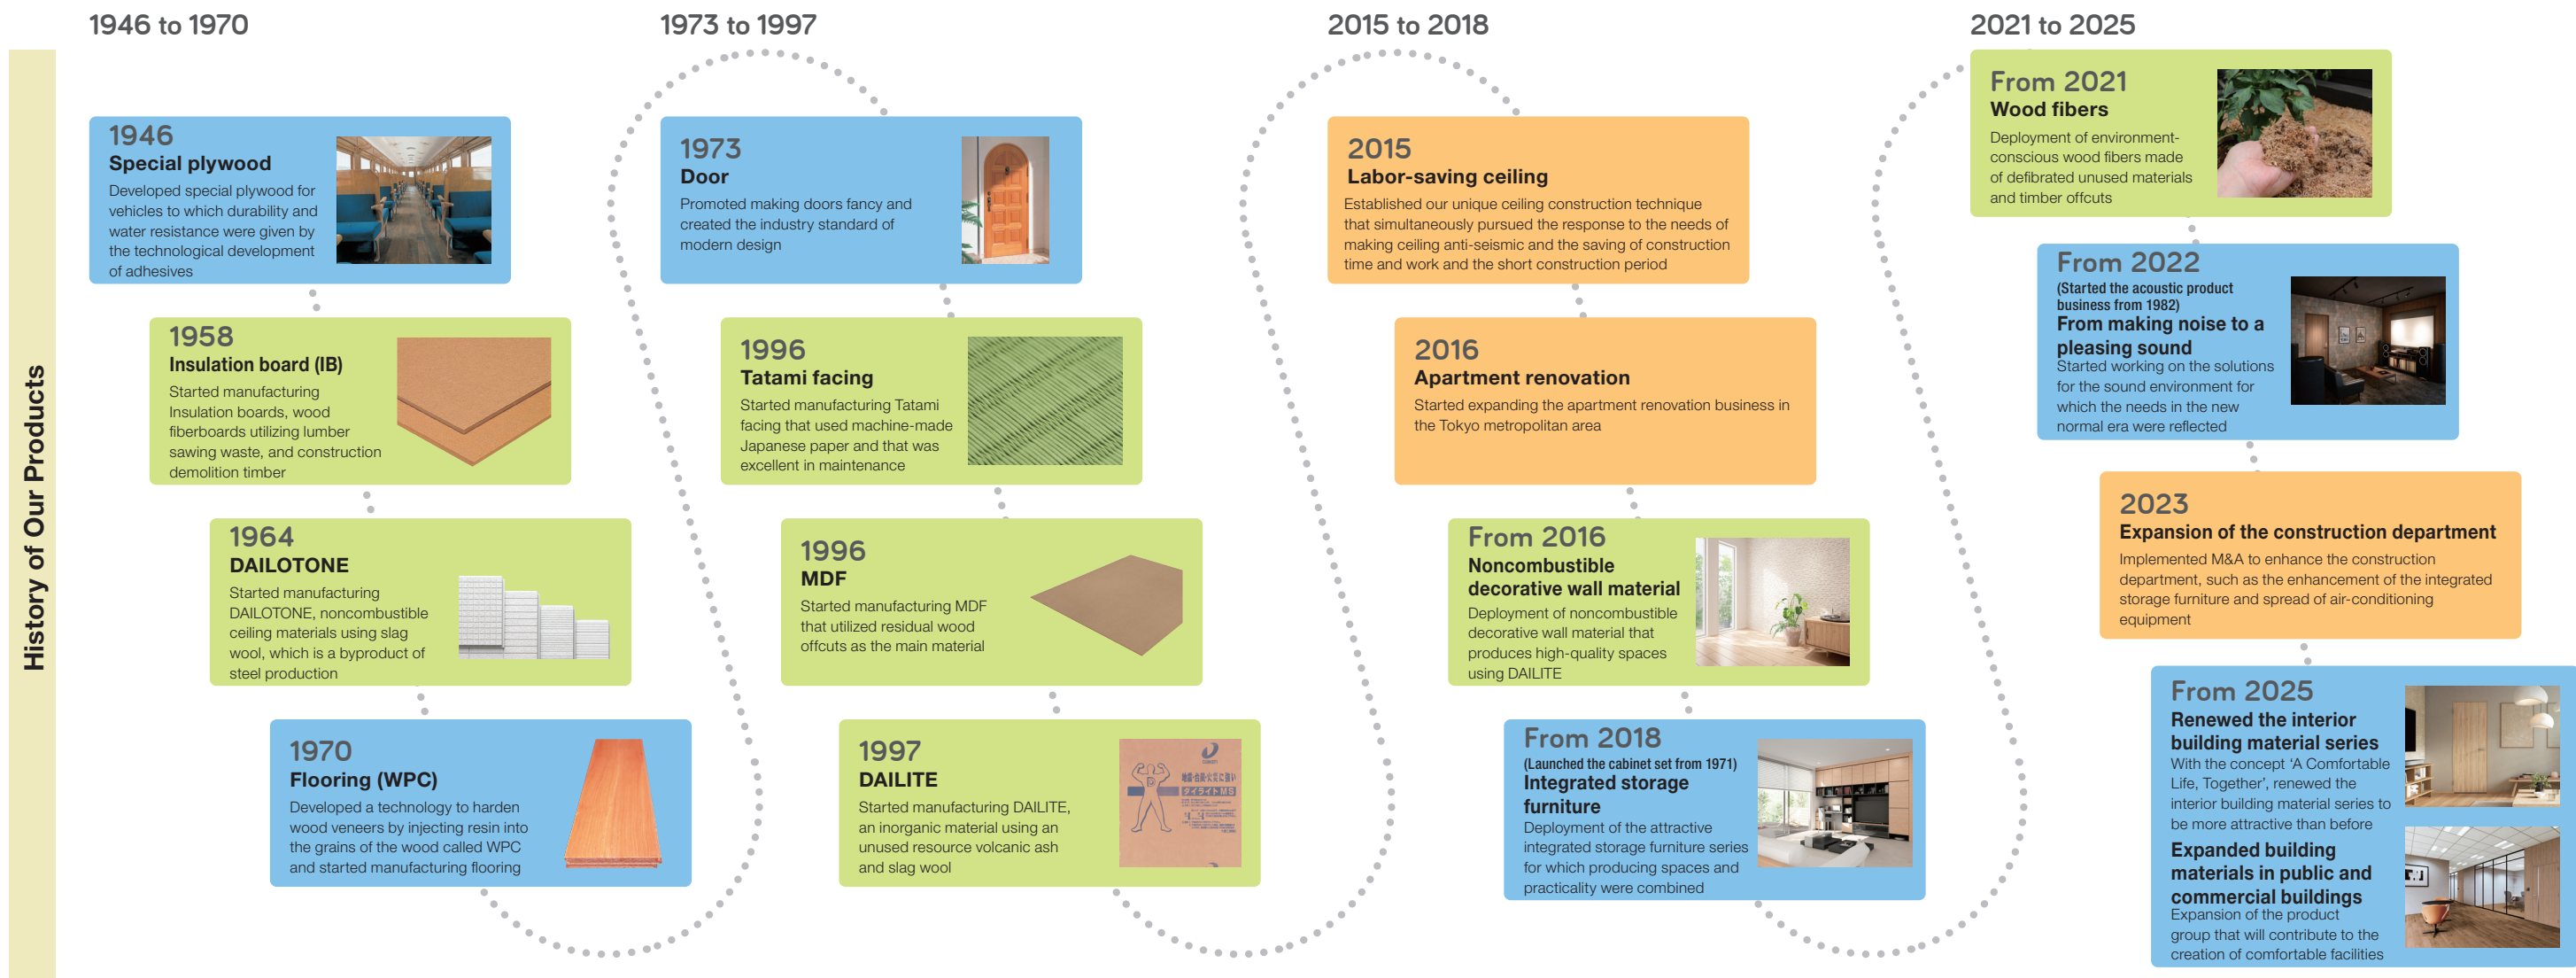 History of Our Products
1946 to 1970
1946
Special plywood
Developed special plywood for
vehicles to which durability and
water resistance were given by
the technological development
of adhesives
1958
Insulation board (IB)
Started manufacturing
Insulation boards, wood
fiberboards utilizing lumber
sawing waste, and construction
demolition timber
1964
DAILOTONE
Started manufacturing
DAILOTONE, noncombustible
ceiling materials using slag
wool, which is a byproduct of
steel production
1970
Flooring (WPC)
Developed a technology to harden
wood veneers by injecting resin into
the grains of the wood called WPC
and started manufacturing flooring
1973 to 1997
1973
Door
Promoted making doors fancy and
created the industry standard of
modern design
1996
Tatami facing
Started manufacturing Tatami
facing that used machine-made
Japanese paper and that was
excellent in maintenance
1996
MDF
Started manufacturing MDF
that utilized residual wood
offcuts as the main material
1997
DAILITE
Started manufacturing DAILITE,
an inorganic material using an
unused resource volcanic ash
and slag wool
地震・台風・火災に強い
ダイライトMS
2015 to 2018
2015
Labor-saving ceiling
Established our unique ceiling construction technique
that simultaneously pursued the response to the needs of
making ceiling anti-seismic and the saving of construction
time and work and the short construction period
2016
Apartment renovation
Started expanding the apartment renovation business in
the Tokyo metropolitan area
From 2016
Noncombustible
decorative wall material
Deployment of noncombustible
decorative wall material that
produces high-quality spaces
using DAILITE
From 2018
(Launched the cabinet set from 1971)
Integrated storage
furniture
Deployment of the attractive
integrated storage furniture series
for which producing spaces and
practicality were combined
2021 to 2025
From 2021
Wood fibers
Deployment of environment-
conscious wood fibers made
of defibrated unused materials
and timber offcuts
From 2022
(Started the acoustic product
business from 1982)
From making noise to a
pleasing sound
Started working on the solutions
for the sound environment for
which the needs in the new
normal era were reflected
2023
Expansion of the construction department
Implemented M&A to enhance the construction
department, such as the enhancement of the integrated
storage furniture and spread of air-conditioning
equipment
From 2025
Renewed the interior
building material series
With the concept ‘A Comfortable
Life, Together’, renewed the
interior building material series to
be more attractive than before
Expanded building
materials in public and
commercial buildings
Expansion of the product
group that will contribute to the
creation of comfortable facilities